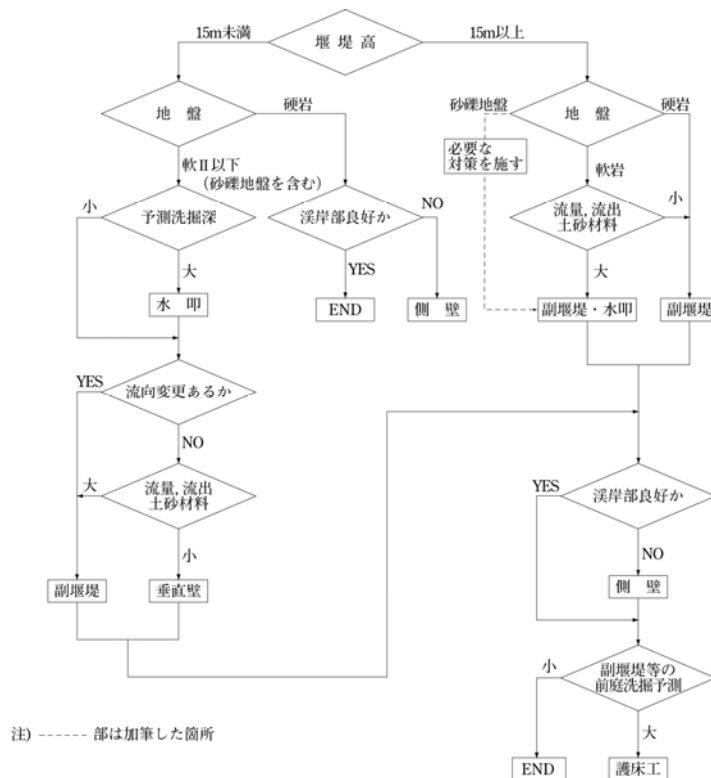 15m未満
堰 堤 高
15m以上
地 盤
硬岩
砂礫地盤
地 盤
硬岩
必要な
対策を施す
軟Ⅱ以下
（砂礫地盤を含む）
軟岩
小
予測洗掘深
渓岸部良好か
NO
流量,流出
土砂材料
小
大
YES
大
水 叩
END
側 壁
副堰堤・水叩
副堰堤
YES
流向変更あるか
NO
大
流量,流出
土砂材料
YES
渓岸部良好か
小
NO
副堰堤
垂直壁
側 壁
小
副堰堤等の
前庭洗掘予測
大
注) ------ 部は加筆した箇所
END
護床工